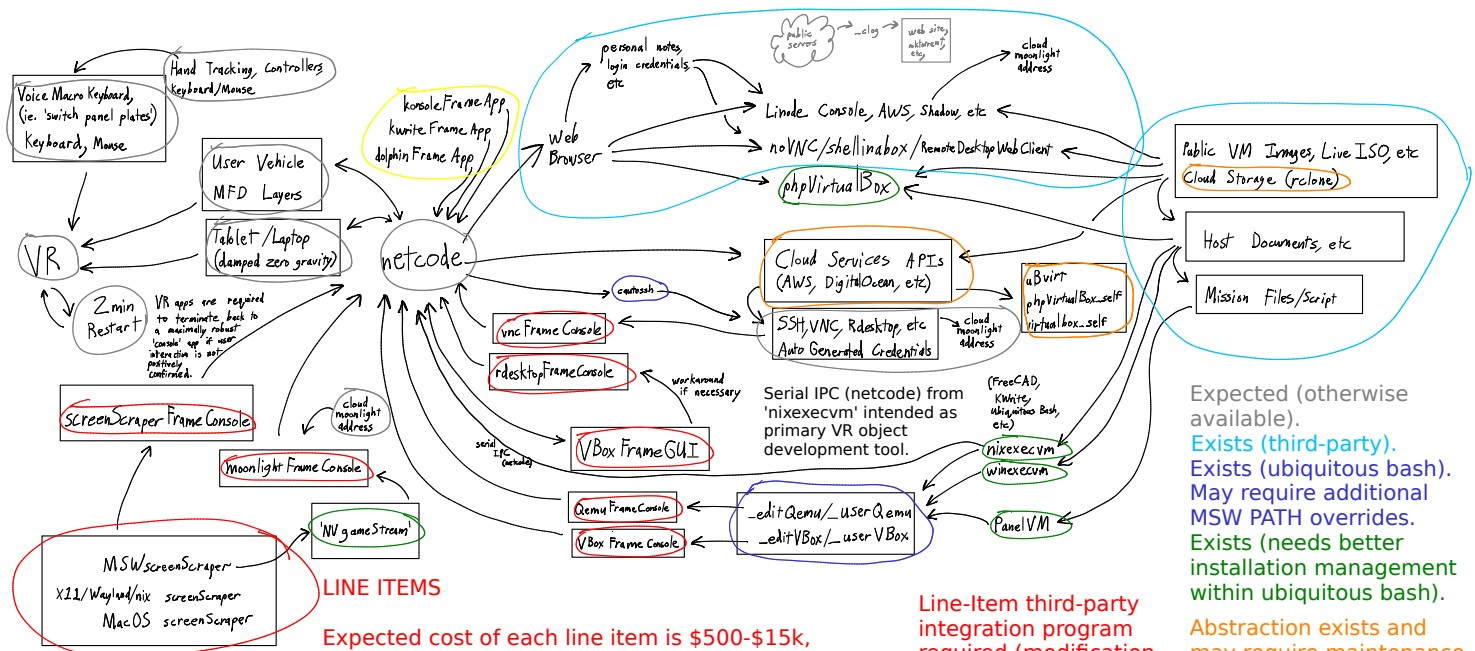 Hand Tracking, Controllers,
Keyboard/Mouse
Voice Macro Keyboard,
(ie. 'switch panel plates')
Keyboard, Mouse
User Vehicle
MFD Layers
Tablet/Laptop
(damped zero gravity)
VR
2min
Restart
VR apps are required
to terminate back to
a maximally robust
'console' app if user
interaction is not
positively
confirmed.
konsoleFrameApp
kwriteFrameApp
dolphinFrameApp
netcode
public
servers
_clog
web site,
etc,
personal notes,
login credentials,
etc
cloud
moonlight
address
Web
Browser
Linode Console, AWS, Shadow, etc
noVNC/shellinabox/RemoteDesktopWebClient
phpVirtualBox
Public VM Images, Live ISO, etc
Cloud Storage (rclone)
Host Documents, etc
Mission Files/Script
Cloud Services APIs
(AWS, DigitalOcean, etc)
aBvirt
phpVirtualBox_self
virtualbox_self
cautossh
SSH, VNC, Rdesktop, etc
Auto Generated Credentials
cloud
moonlight
address
vncFrameConsole
rdesktopFrameConsole
workaround
if necessary
VBoxFrameGUI
serial
IPC
(netcode)
Serial IPC (netcode) from
'nixexecvm' intended as
primary VR object
development tool.
(FreeCAD,
KWrite,
Ubiquitous Bash,
etc)
nixexecvm
winexecvm
PanelVM
screenScraperFrameConsole
cloud
moonlight
address
moonlightFrameConsole
'NVgameStream'
QemuFrameConsole
VBoxFrameConsole
_editQemu/_userQemu
_editVBox/_userVBox
MSWscreenScraper
X11/Wayland/nix screenScraper
MacOS screenScraper
LINE ITEMS
Expected cost of each line item is $500-$15k,
Line-Item third-party
integration program
required (modification
Expected (otherwise
available).
Exists (third-party).
Exists (ubiquitous bash).
May require additional
MSW PATH overrides.
Exists (needs better
installation management
within ubiquitous bash).
Abstraction exists and
may require maintenance